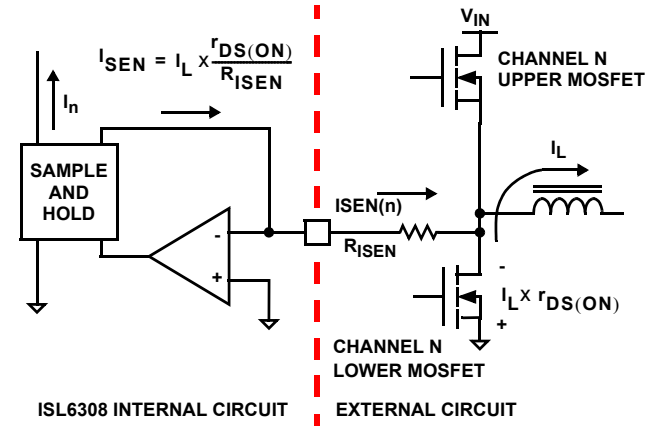 I_SEN = I_L x r_DS(ON) / R_ISEN
I_n
SAMPLE
AND
HOLD
-
+
ISEN(n)
R_ISEN
V_IN
CHANNEL N
UPPER MOSFET
I_L
-
I_L x r_DS(ON)
+
CHANNEL N
LOWER MOSFET
ISL6308 INTERNAL CIRCUIT
EXTERNAL CIRCUIT